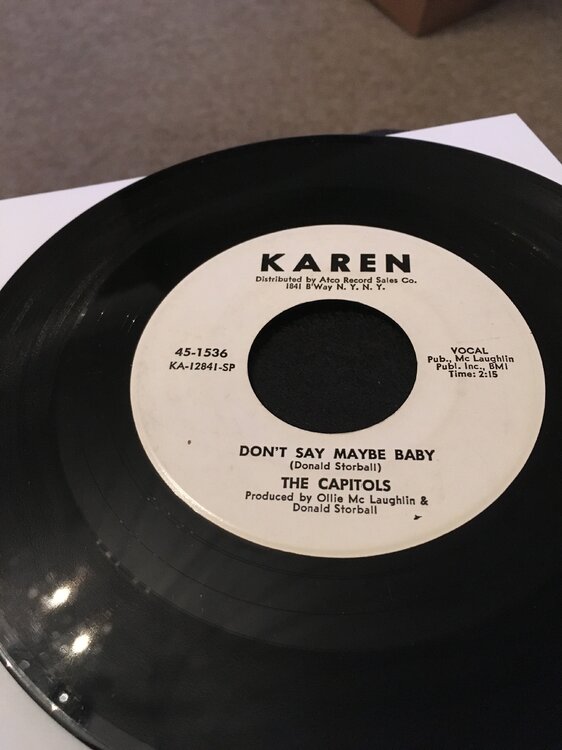 KAREN
Distributed by Atco Record Sales Co.
1841 B'Way N. Y. N. Y.
45-1536
KA-12841-SP
VOCAL
Pub., Mc Laughlin
Publ. Inc., BMI
Time: 2:15
DON'T SAY MAYBE BABY
(Donald Storball)
THE CAPITOLS
Produced by Ollie Mc Laughlin &
Donald Storball